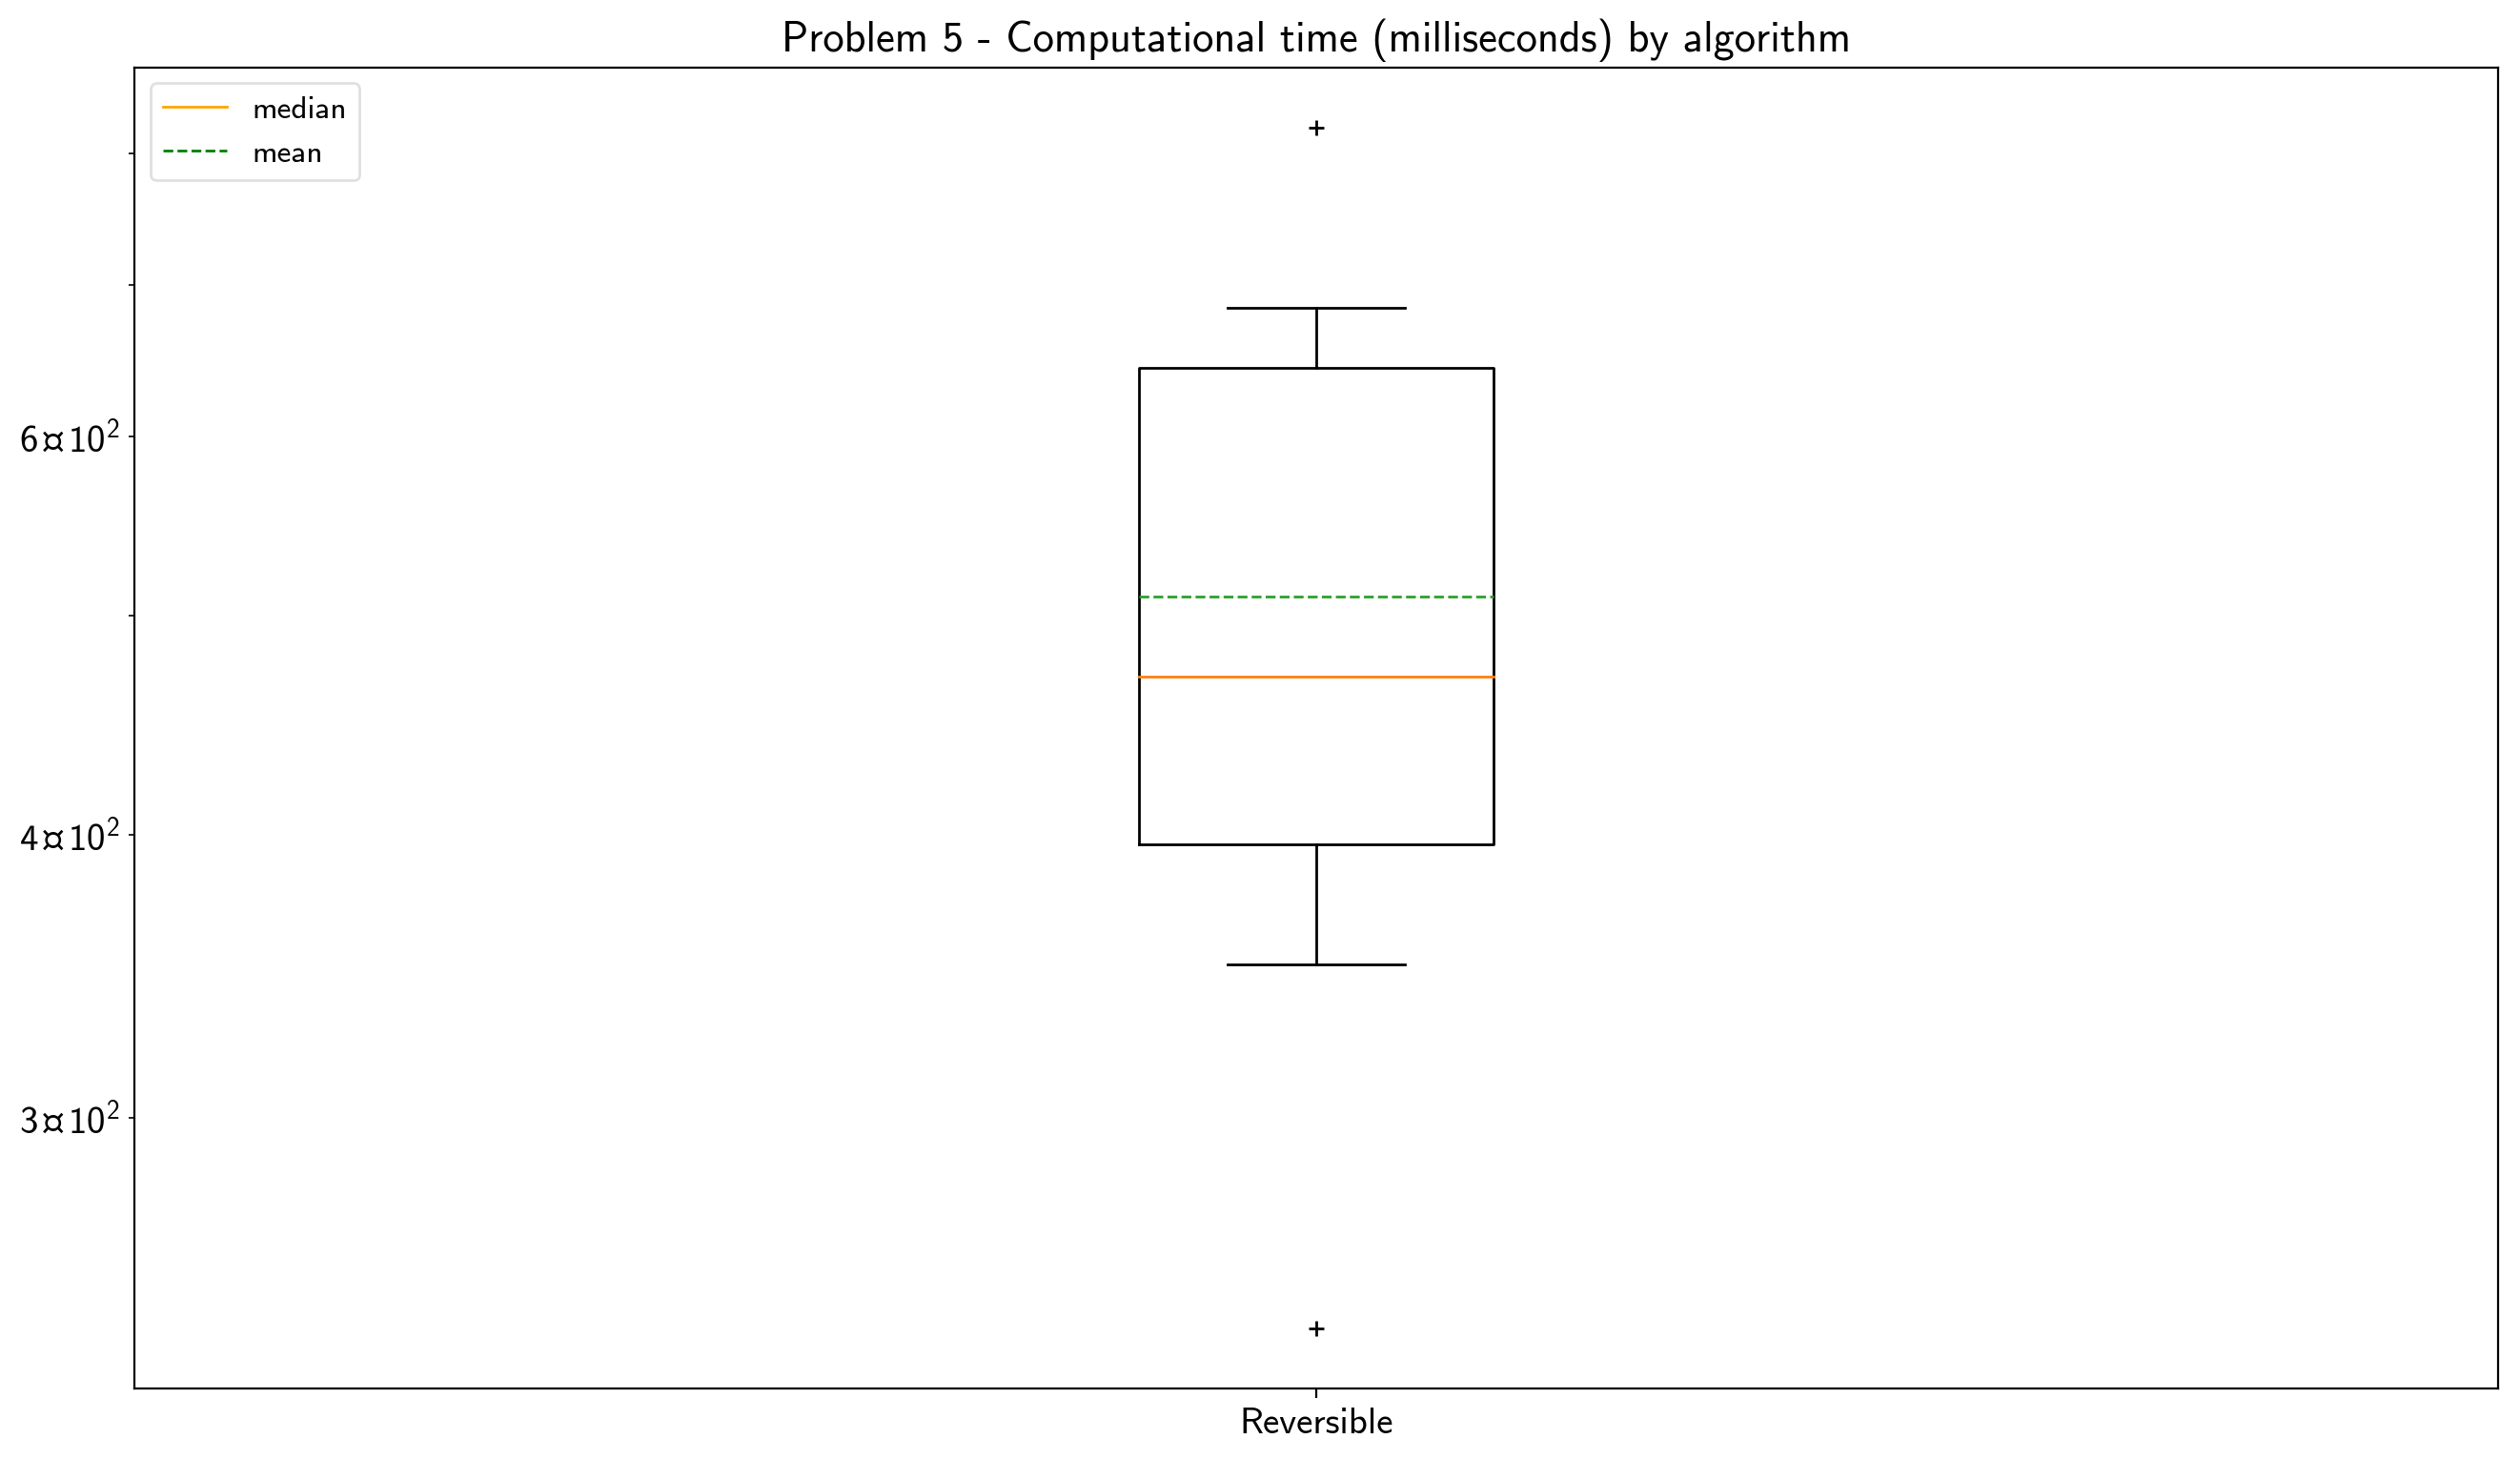 Problem 5 - Computational time (milliseconds) by algorithm
median
mean
6¤10²
4¤10²
3¤10²
Reversible